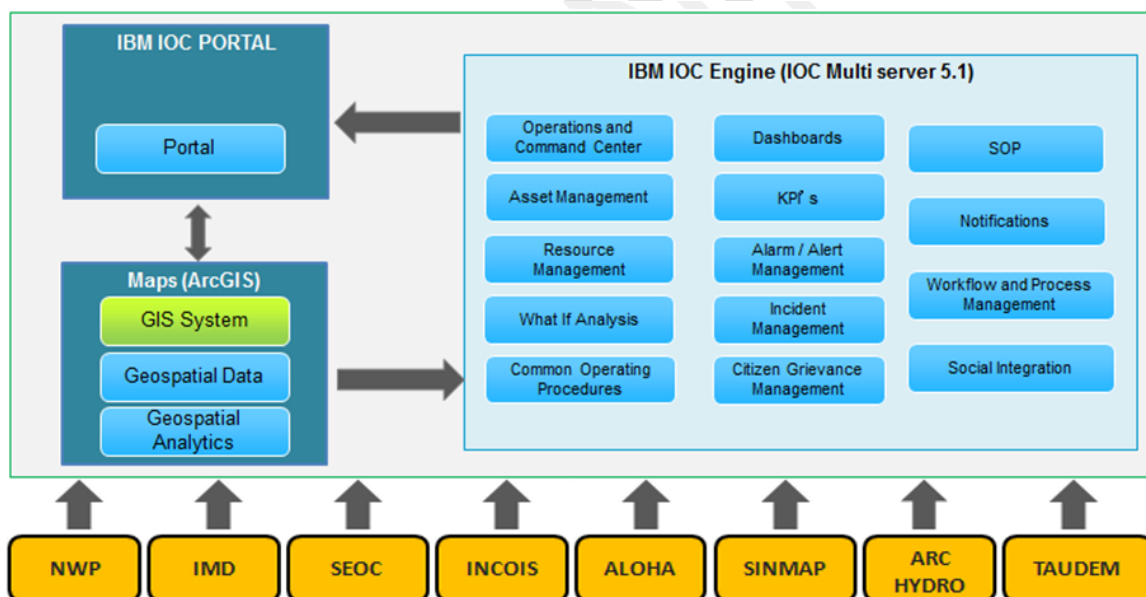 IBM IOC PORTAL
Portal
Maps (ArcGIS)
GIS System
Geospatial Data
Geospatial
Analytics
IBM IOC Engine (IOC Multi server 5.1)
Operations and
Command Center
Asset Management
Resource
Management
What If Analysis
Common Operating
Procedures
Dashboards
KPI's
Alarm / Alert
Management
Incident
Management
Citizen Grievance
Management
SOP
Notifications
Workflow and Process
Management
Social Integration
NWP
IMD
SEOC
INCOIS
ALOHA
SINMAP
ARC
HYDRO
TAUDEM